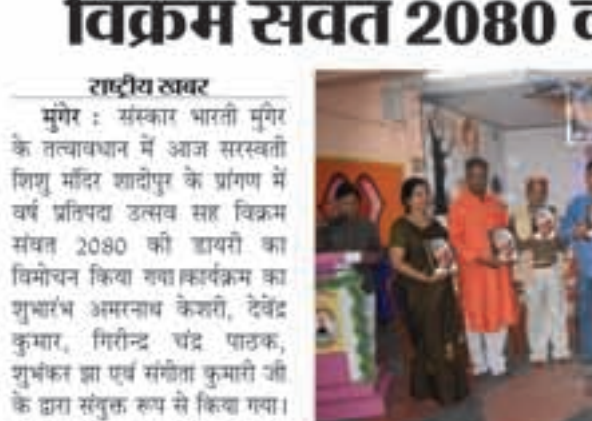 विक्रम संवत 2080 व
राष्ट्रीय खबर
मुंगेर : संस्कार भारती मुंगेर
के तत्वावधान में आज सरस्वती
शिशु मंदिर शादीपुर के प्रांगण में
वर्ष प्रतिपदा उत्सव सह विक्रम
संवत 2080 की डायरी का
विमोचन किया गया।कार्यक्रम का
शुभारंभ अमरनाथ केशरी, देवेंद्र
कुमार, गिरीन्द्र चंद्र पाठक,
शुभंकर झा एवं संगीता कुमारी जी
के द्वारा संयुक्त रूप से किया गया।